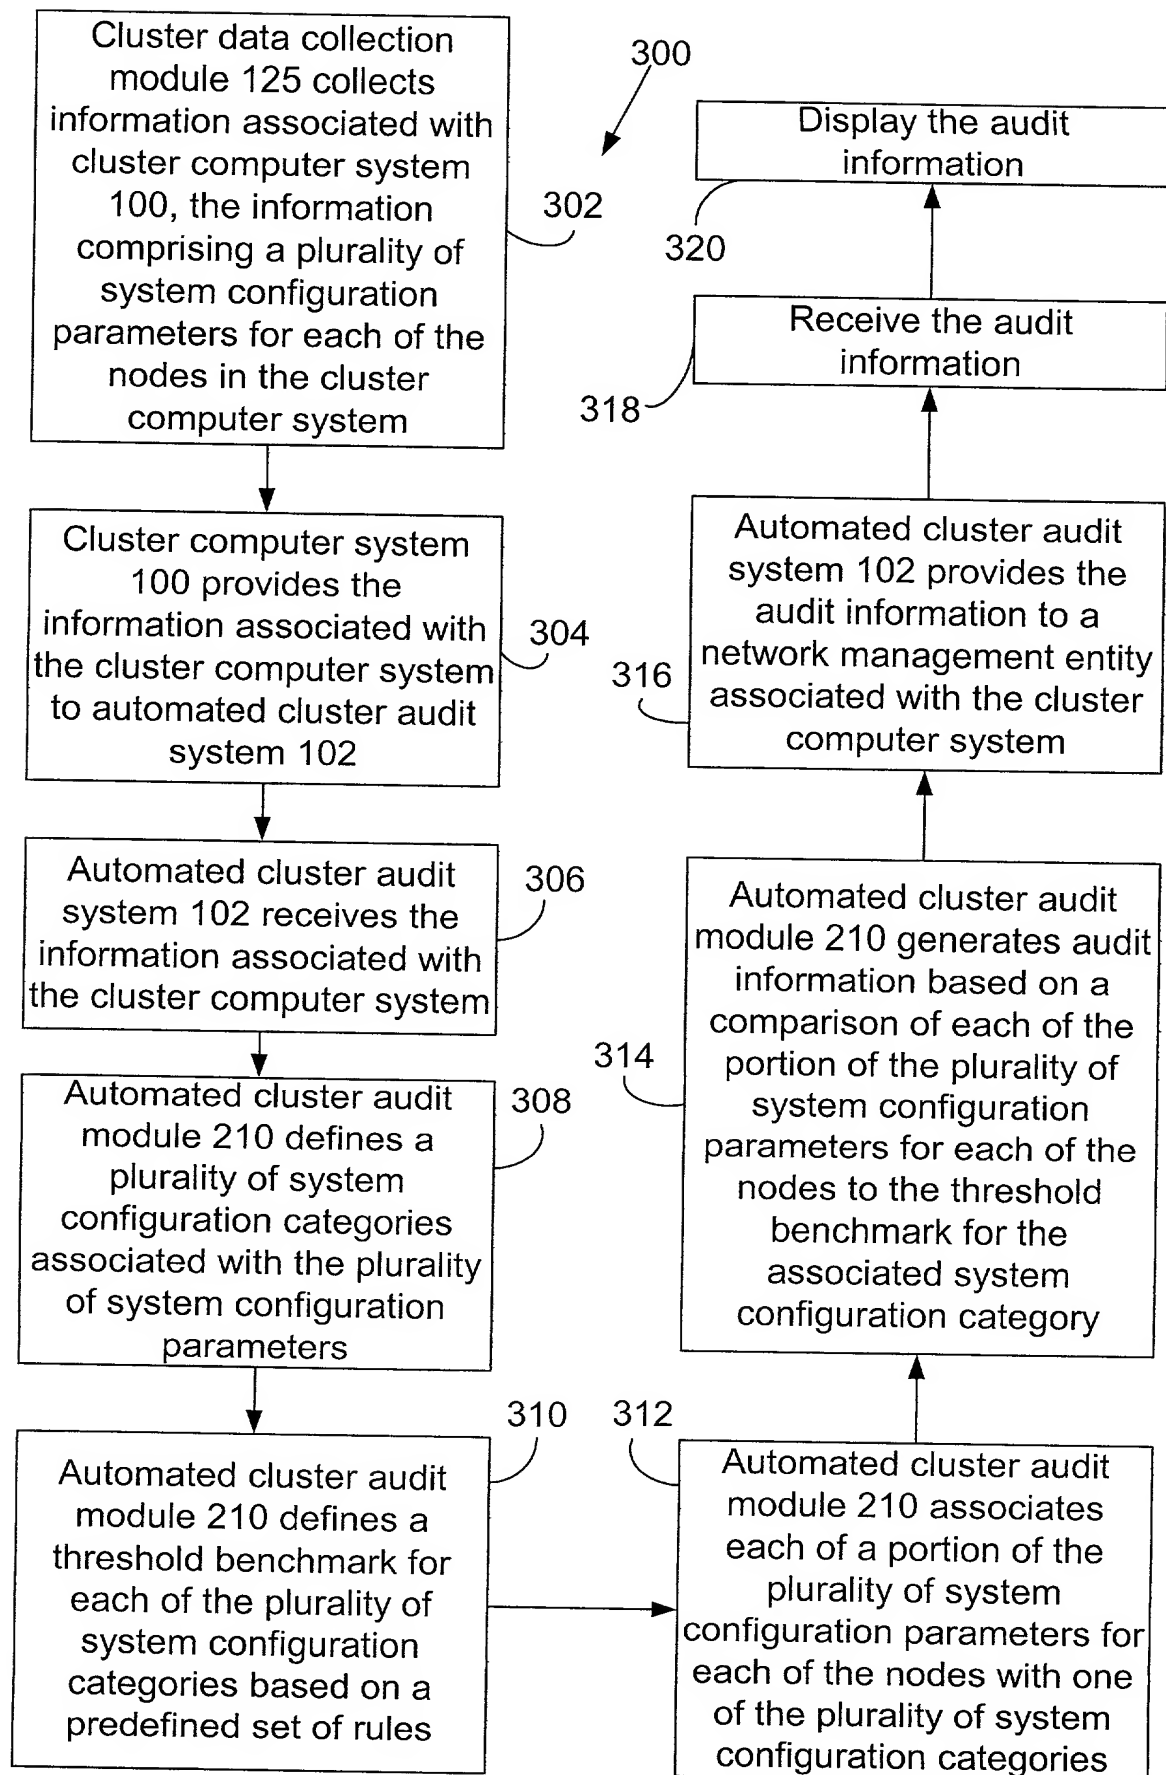 Cluster data collection
module 125 collects
information associated with
cluster computer system
100, the information
comprising a plurality of
system configuration
parameters for each of the
nodes in the cluster
computer system
302
300
Cluster computer system
100 provides the
information associated with
the cluster computer system
to automated cluster audit
system 102
304
Automated cluster audit
system 102 receives the
information associated with
the cluster computer system
306
Automated cluster audit
module 210 defines a
plurality of system
configuration categories
associated with the plurality
of system configuration
parameters
308
Automated cluster audit
module 210 defines a
threshold benchmark for
each of the plurality of
system configuration
categories based on a
predefined set of rules
310
312
Automated cluster audit
module 210 associates
each of a portion of the
plurality of system
configuration parameters for
each of the nodes with one
of the plurality of system
configuration categories
314
Automated cluster audit
module 210 generates audit
information based on a
comparison of each of the
portion of the plurality of
system configuration
parameters for each of the
nodes to the threshold
benchmark for the
associated system
configuration category
316
Automated cluster audit
system 102 provides the
audit information to a
network management entity
associated with the cluster
computer system
318
Receive the audit
information
320
Display the audit
information